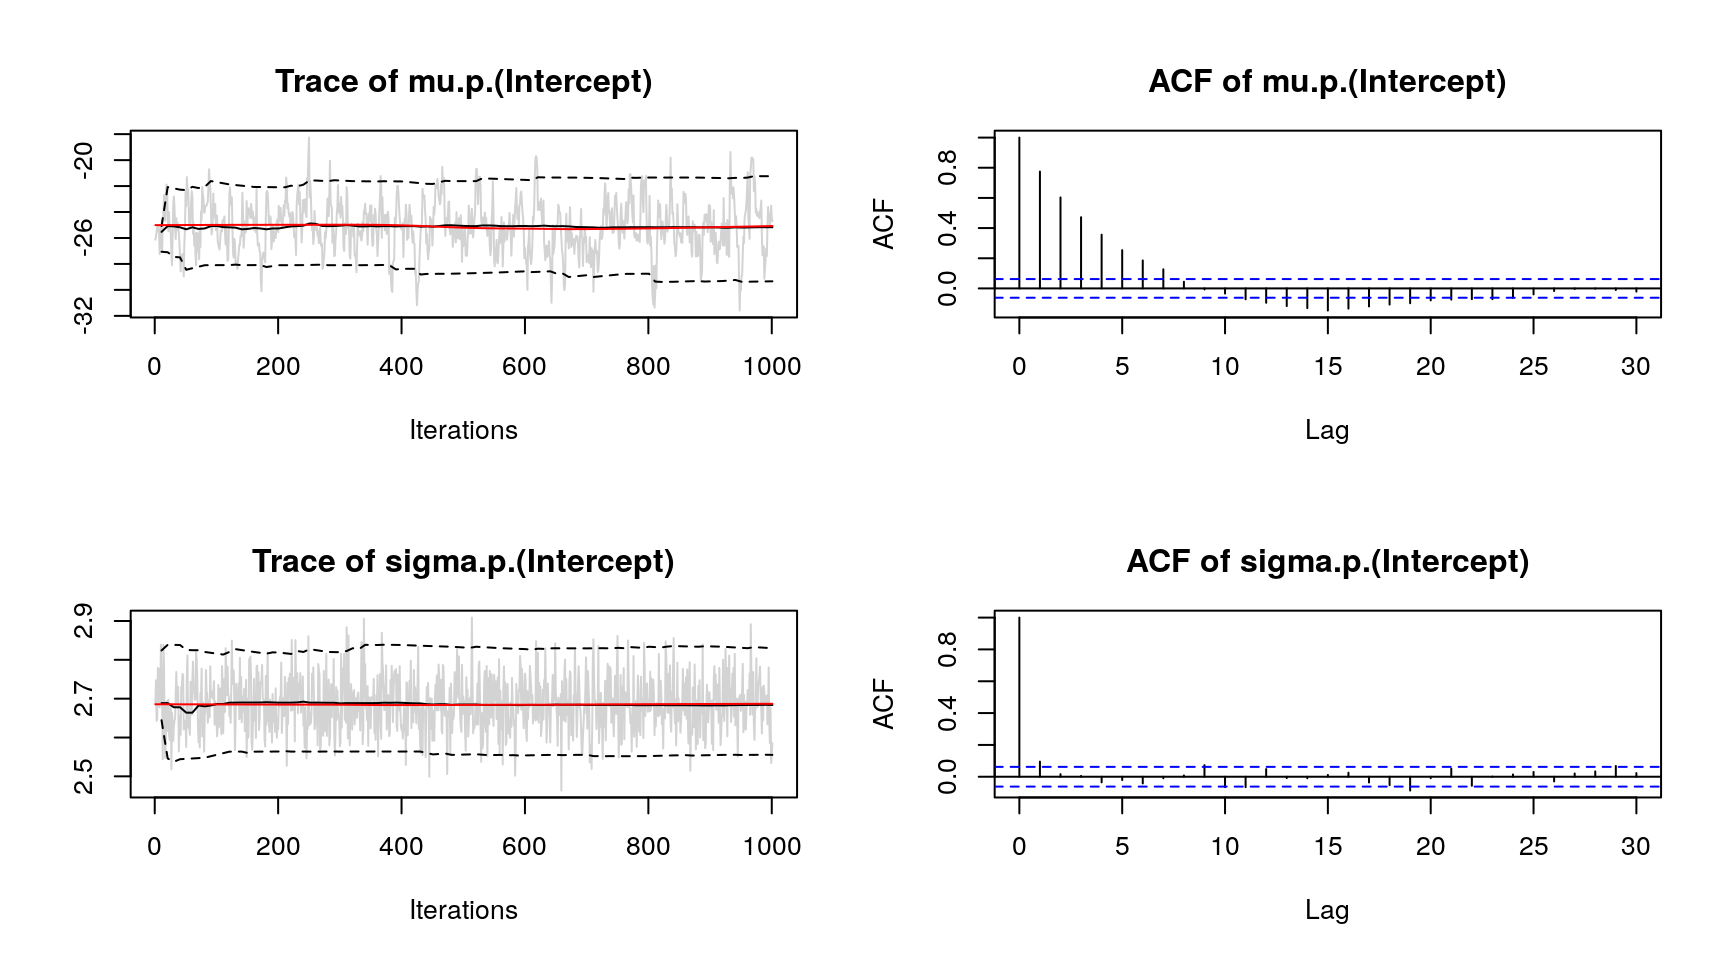 Trace of mu.p.(Intercept)
-20
-26
-32
0 200 400 600 800 1000
Iterations
ACF of mu.p.(Intercept)
ACF
0.8
0.4
0.0
0 5 10 15 20 25 30
Lag
Trace of sigma.p.(Intercept)
2.9
2.7
2.5
0 200 400 600 800 1000
Iterations
ACF of sigma.p.(Intercept)
ACF
0.8
0.4
0.0
0 5 10 15 20 25 30
Lag